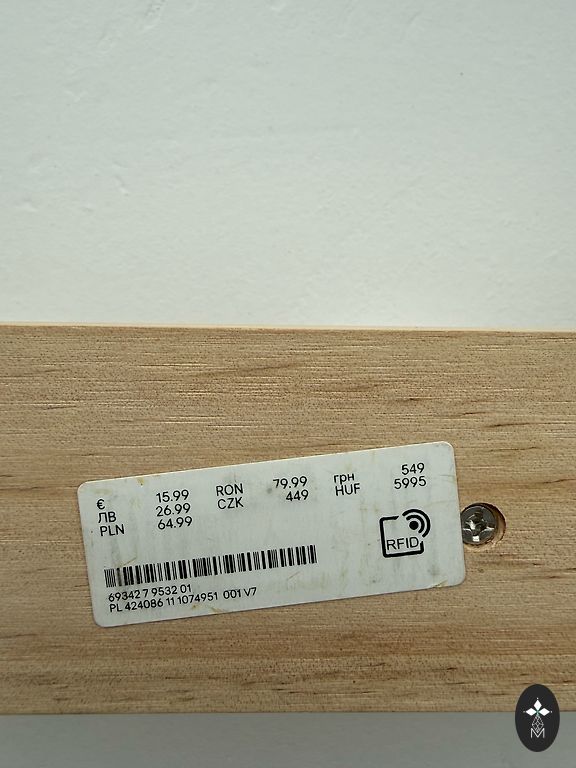 € 15.99 RON 79.99 грн 549
ЛВ 26.99 CZK 449 HUF 5995
PLN 64.99
RFID
69342 7 9532 01
PL 424086 11 1074951 001 V7
M